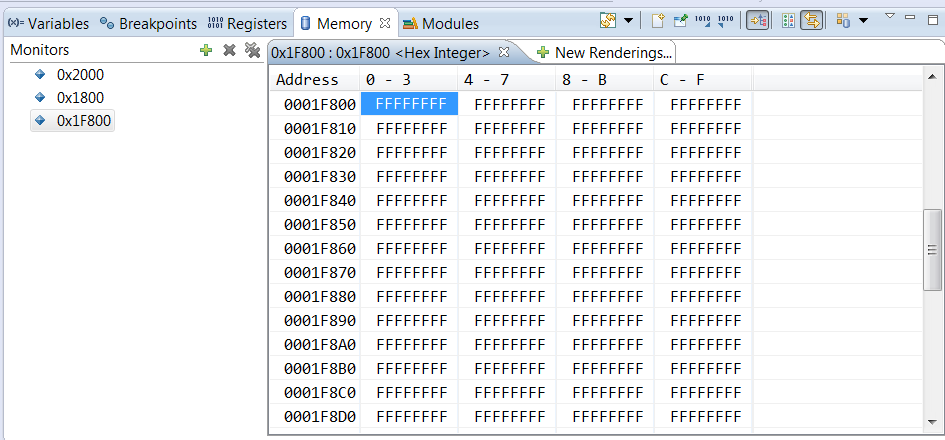 (x)= Variables Breakpoints 1010 0101 Registers Memory Modules
Monitors
0x2000
0x1800
0x1F800
0x1F800 : 0x1F800 <Hex Integer> New Renderings...
Address 0 - 3 4 - 7 8 - B C - F
0001F800 FFFFFFFF FFFFFFFF FFFFFFFF FFFFFFFF
0001F810 FFFFFFFF FFFFFFFF FFFFFFFF FFFFFFFF
0001F820 FFFFFFFF FFFFFFFF FFFFFFFF FFFFFFFF
0001F830 FFFFFFFF FFFFFFFF FFFFFFFF FFFFFFFF
0001F840 FFFFFFFF FFFFFFFF FFFFFFFF FFFFFFFF
0001F850 FFFFFFFF FFFFFFFF FFFFFFFF FFFFFFFF
0001F860 FFFFFFFF FFFFFFFF FFFFFFFF FFFFFFFF
0001F870 FFFFFFFF FFFFFFFF FFFFFFFF FFFFFFFF
0001F880 FFFFFFFF FFFFFFFF FFFFFFFF FFFFFFFF
0001F890 FFFFFFFF FFFFFFFF FFFFFFFF FFFFFFFF
0001F8A0 FFFFFFFF FFFFFFFF FFFFFFFF FFFFFFFF
0001F8B0 FFFFFFFF FFFFFFFF FFFFFFFF FFFFFFFF
0001F8C0 FFFFFFFF FFFFFFFF FFFFFFFF FFFFFFFF
0001F8D0 FFFFFFFF FFFFFFFF FFFFFFFF FFFFFFFF